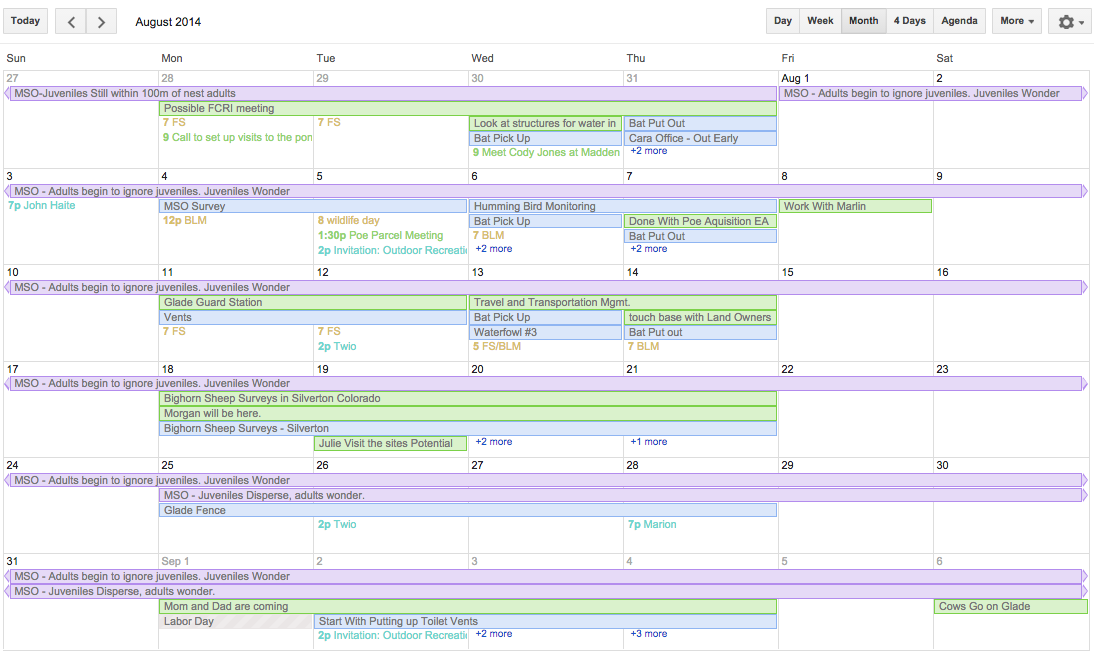 Today August 2014 Day Week Month 4 Days Agenda More
Sun Mon Tue Wed Thu Fri Sat
27 28 29 30 31 Aug 1 2
MSO-Juveniles Still within 100m of nest adults MSO - Adults begin to ignore juveniles. Juveniles Wonder
Possible FCRI meeting
7 FS 7 FS Look at structures for water in Bat Put Out
9 Call to set up visits to the pon Bat Pick Up Cara Office - Out Early
9 Meet Cody Jones at Madden +2 more
3 4 5 6 7 8 9
MSO - Adults begin to ignore juveniles. Juveniles Wonder
7p John Haite MSO Survey Humming Bird Monitoring Work With Marlin
12p BLM 8 wildlife day Bat Pick Up Done With Poe Aquisition EA
1:30p Poe Parcel Meeting 7 BLM Bat Put Out
2p Invitation: Outdoor Recreatio +2 more +2 more
10 11 12 13 14 15 16
MSO - Adults begin to ignore juveniles. Juveniles Wonder
Glade Guard Station Travel and Transportation Mgmt.
Vents Bat Pick Up touch base with Land Owners
7 FS 7 FS Waterfowl #3 Bat Put out
2p Twio 5 FS/BLM 7 BLM
17 18 19 20 21 22 23
MSO - Adults begin to ignore juveniles. Juveniles Wonder
Bighorn Sheep Surveys in Silverton Colorado
Morgan will be here.
Bighorn Sheep Surveys - Silverton
Julie Visit the sites Potential +2 more +1 more
24 25 26 27 28 29 30
MSO - Adults begin to ignore juveniles. Juveniles Wonder
MSO - Juveniles Disperse, adults wonder.
Glade Fence
2p Twio 7p Marion
31 Sep 1 2 3 4 5 6
MSO - Adults begin to ignore juveniles. Juveniles Wonder
MSO - Juveniles Disperse, adults wonder.
Mom and Dad are coming Cows Go on Glade
Labor Day Start With Putting up Toilet Vents
2p Invitation: Outdoor Recreatio +2 more +3 more